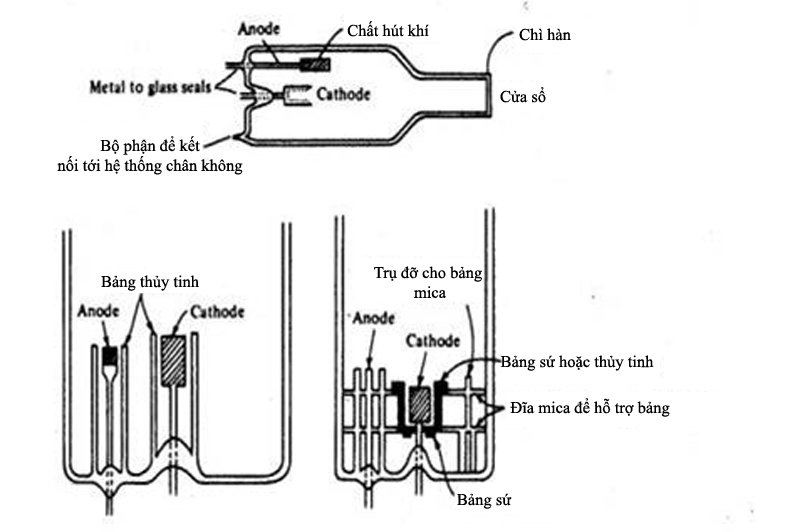 Anode
Chất hút khí
Chì hàn
Metal to glass seals
Cathode
Cửa sổ
Bộ phận để kết
nối tới hệ thống chân không
Bảng thủy tinh
Anode
Cathode
Trụ đỡ cho bảng
mica
Anode
Cathode
Bảng sứ hoặc thủy tinh
Đĩa mica để hỗ trợ bảng
Bảng sứ